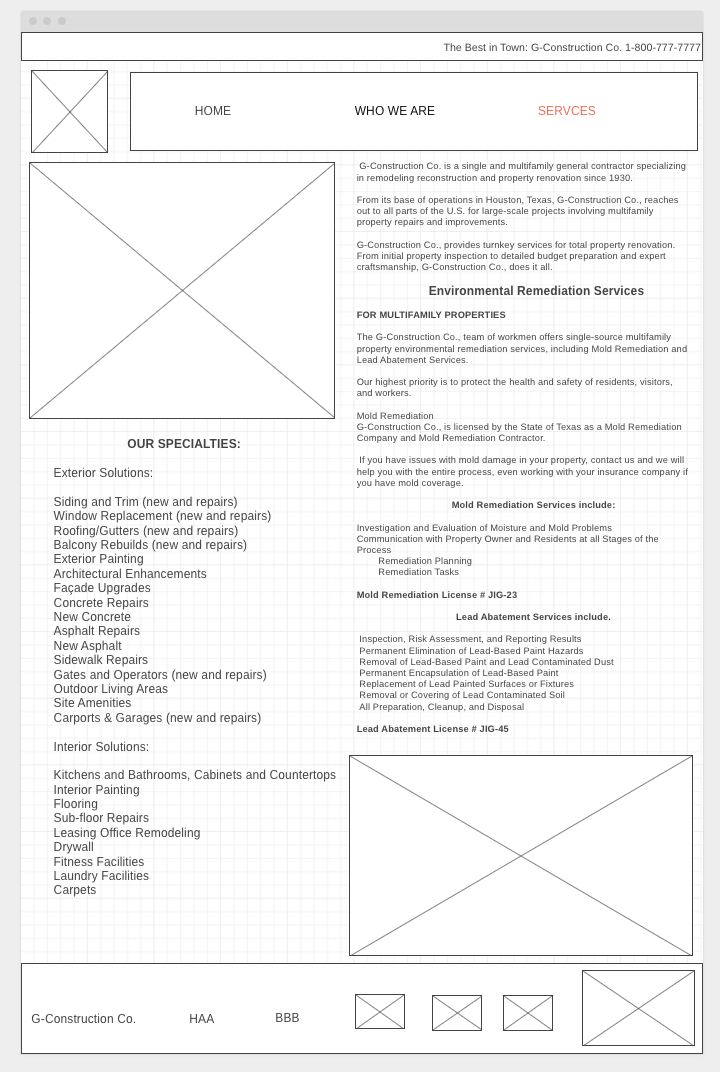 The Best in Town: G-Construction Co. 1-800-777-7777
HOME
WHO WE ARE
SERVCES
G-Construction Co. is a single and multifamily general contractor specializing
in remodeling reconstruction and property renovation since 1930.
From its base of operations in Houston, Texas, G-Construction Co., reaches
out to all parts of the U.S. for large-scale projects involving multifamily
property repairs and improvements.
G-Construction Co., provides turnkey services for total property renovation.
From initial property inspection to detailed budget preparation and expert
craftsmanship, G-Construction Co., does it all.
Environmental Remediation Services
FOR MULTIFAMILY PROPERTIES
The G-Construction Co., team of workmen offers single-source multifamily
property environmental remediation services, including Mold Remediation and
Lead Abatement Services.
Our highest priority is to protect the health and safety of residents, visitors,
and workers.
Mold Remediation
G-Construction Co., is licensed by the State of Texas as a Mold Remediation
Company and Mold Remediation Contractor.
If you have issues with mold damage in your property, contact us and we will
help you with the entire process, even working with your insurance company if
you have mold coverage.
Mold Remediation Services include:
Investigation and Evaluation of Moisture and Mold Problems
Communication with Property Owner and Residents at all Stages of the
Process
Remediation Planning
Remediation Tasks
Mold Remediation License # JIG-23
Lead Abatement Services include.
Inspection, Risk Assessment, and Reporting Results
Permanent Elimination of Lead-Based Paint Hazards
Removal of Lead-Based Paint and Lead Contaminated Dust
Permanent Encapsulation of Lead-Based Paint
Replacement of Lead Painted Surfaces or Fixtures
Removal or Covering of Lead Contaminated Soil
All Preparation, Cleanup, and Disposal
Lead Abatement License # JIG-45
OUR SPECIALTIES:
Exterior Solutions:
Siding and Trim (new and repairs)
Window Replacement (new and repairs)
Roofing/Gutters (new and repairs)
Balcony Rebuilds (new and repairs)
Exterior Painting
Architectural Enhancements
Façade Upgrades
Concrete Repairs
New Concrete
Asphalt Repairs
New Asphalt
Sidewalk Repairs
Gates and Operators (new and repairs)
Outdoor Living Areas
Site Amenities
Carports & Garages (new and repairs)
Interior Solutions:
Kitchens and Bathrooms, Cabinets and Countertops
Interior Painting
Flooring
Sub-floor Repairs
Leasing Office Remodeling
Drywall
Fitness Facilities
Laundry Facilities
Carpets
G-Construction Co.
HAA
BBB